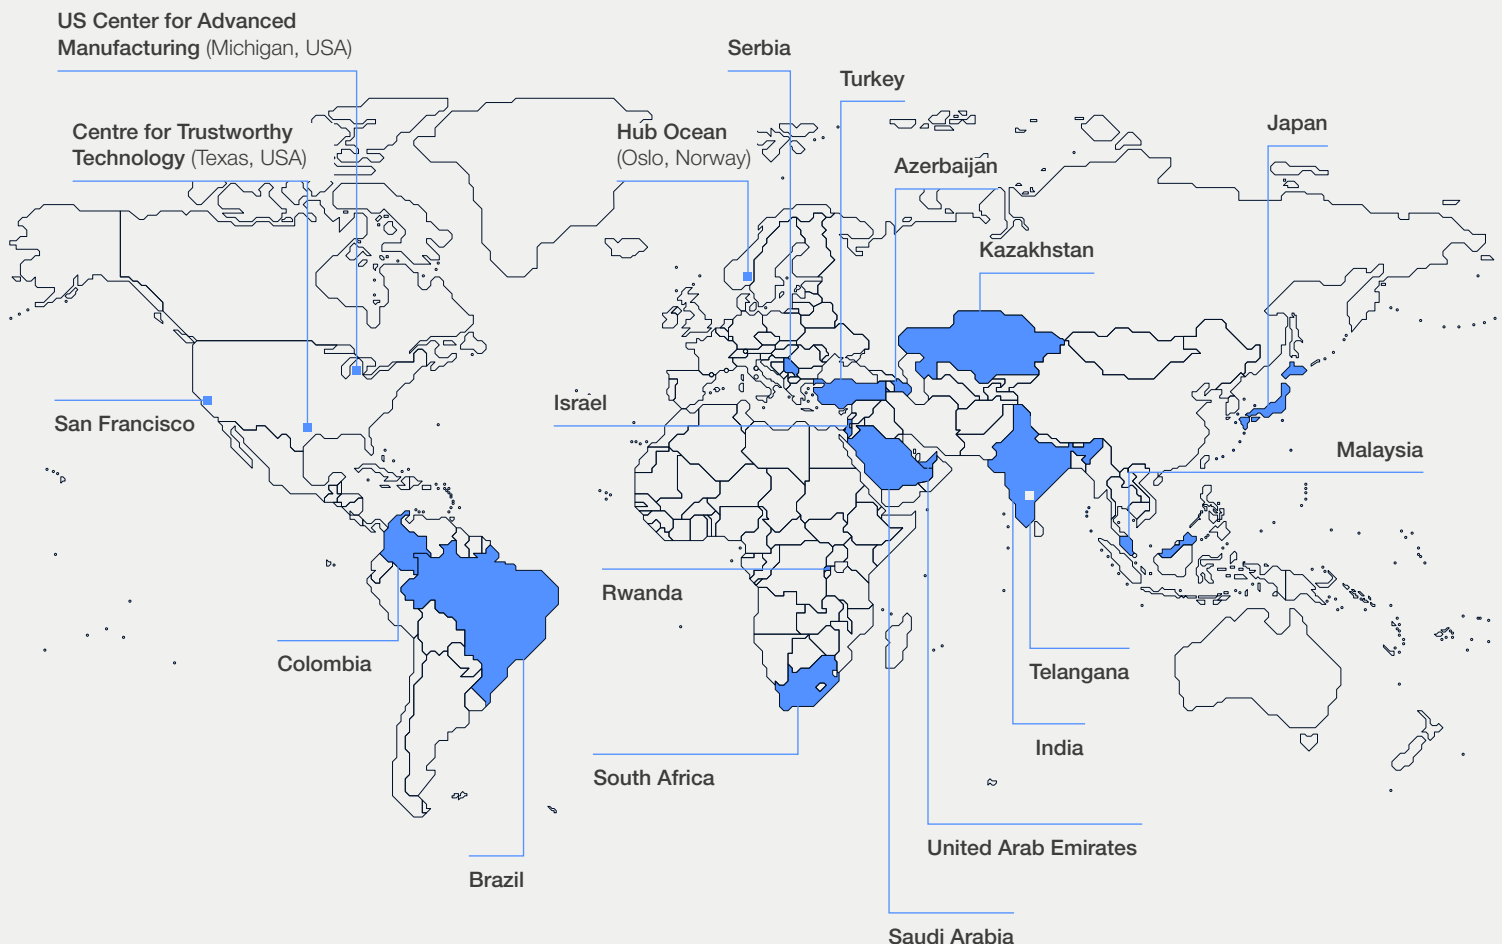 US Center for Advanced
Manufacturing (Michigan, USA)
Serbia
Turkey
Centre for Trustworthy
Technology (Texas, USA)
Hub Ocean
(Oslo, Norway)
Japan
Azerbaijan
Kazakhstan
Israel
San Francisco
Malaysia
Rwanda
Colombia
Telangana
India
South Africa
United Arab Emirates
Brazil
Saudi Arabia